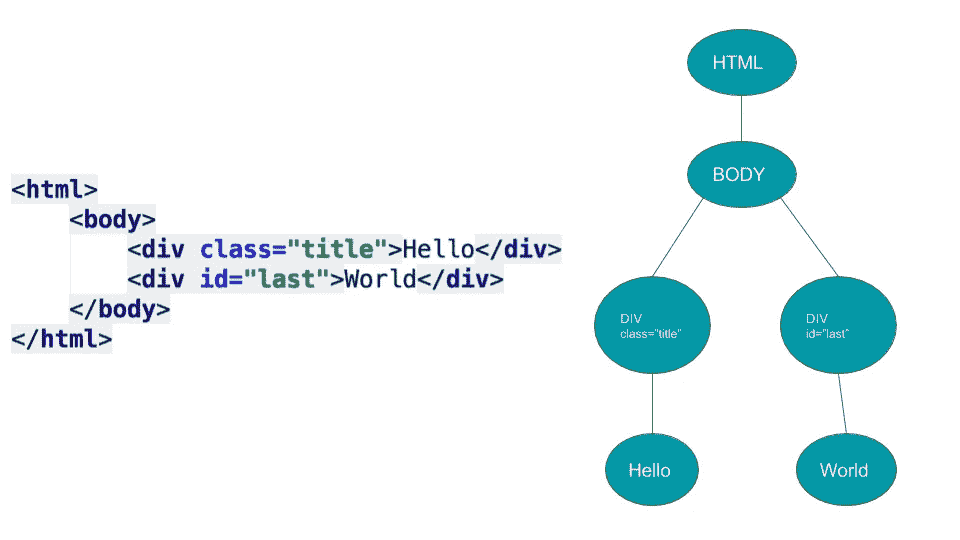 <html>
<body>
<div class="title">Hello</div>
<div id="last">World</div>
</body>
</html>
HTML
BODY
DIV
class="title"
DIV
id="last"
Hello
World